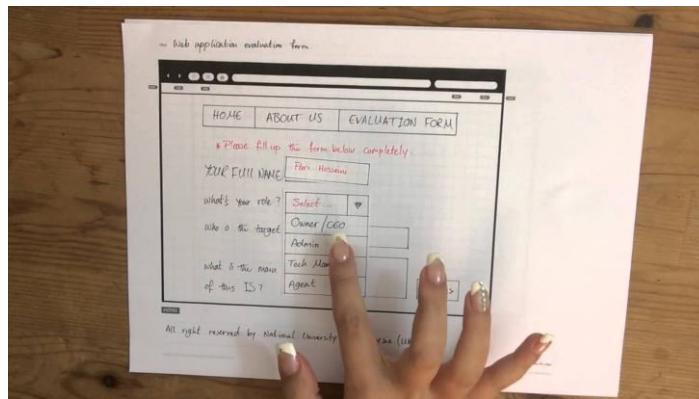 Web application evaluation form
HOME ABOUT US EVALUATION FORM
* Please fill up the form below completely.
YOUR FULL NAME Pari Hosseini
what's your role? Select ...
Owner/CEO
who is the target
Admin
Tech
what is the main
of this IS? Agent
All right reserved by National University